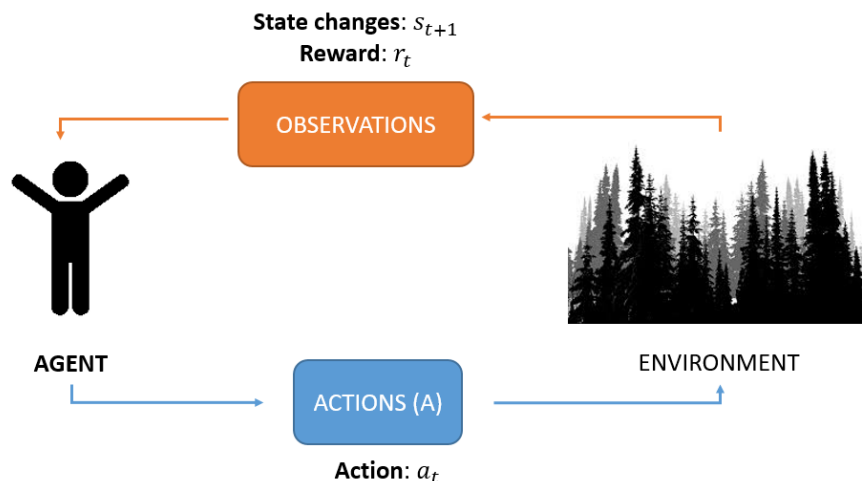 State changes: sₜ₊₁
Reward: rₜ
OBSERVATIONS
AGENT
ENVIRONMENT
ACTIONS (A)
Action: aₜ